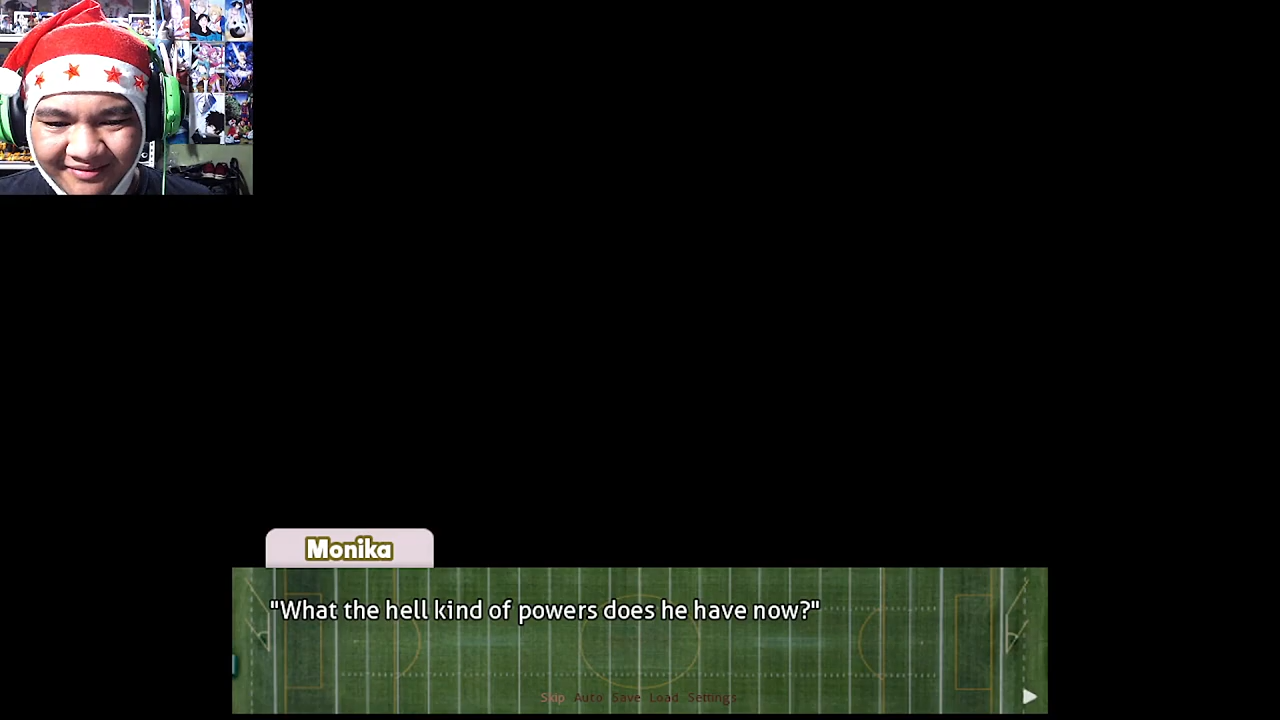 Monika
"What the hell kind of powers does he have now?"
Skip Auto Save Load Settings